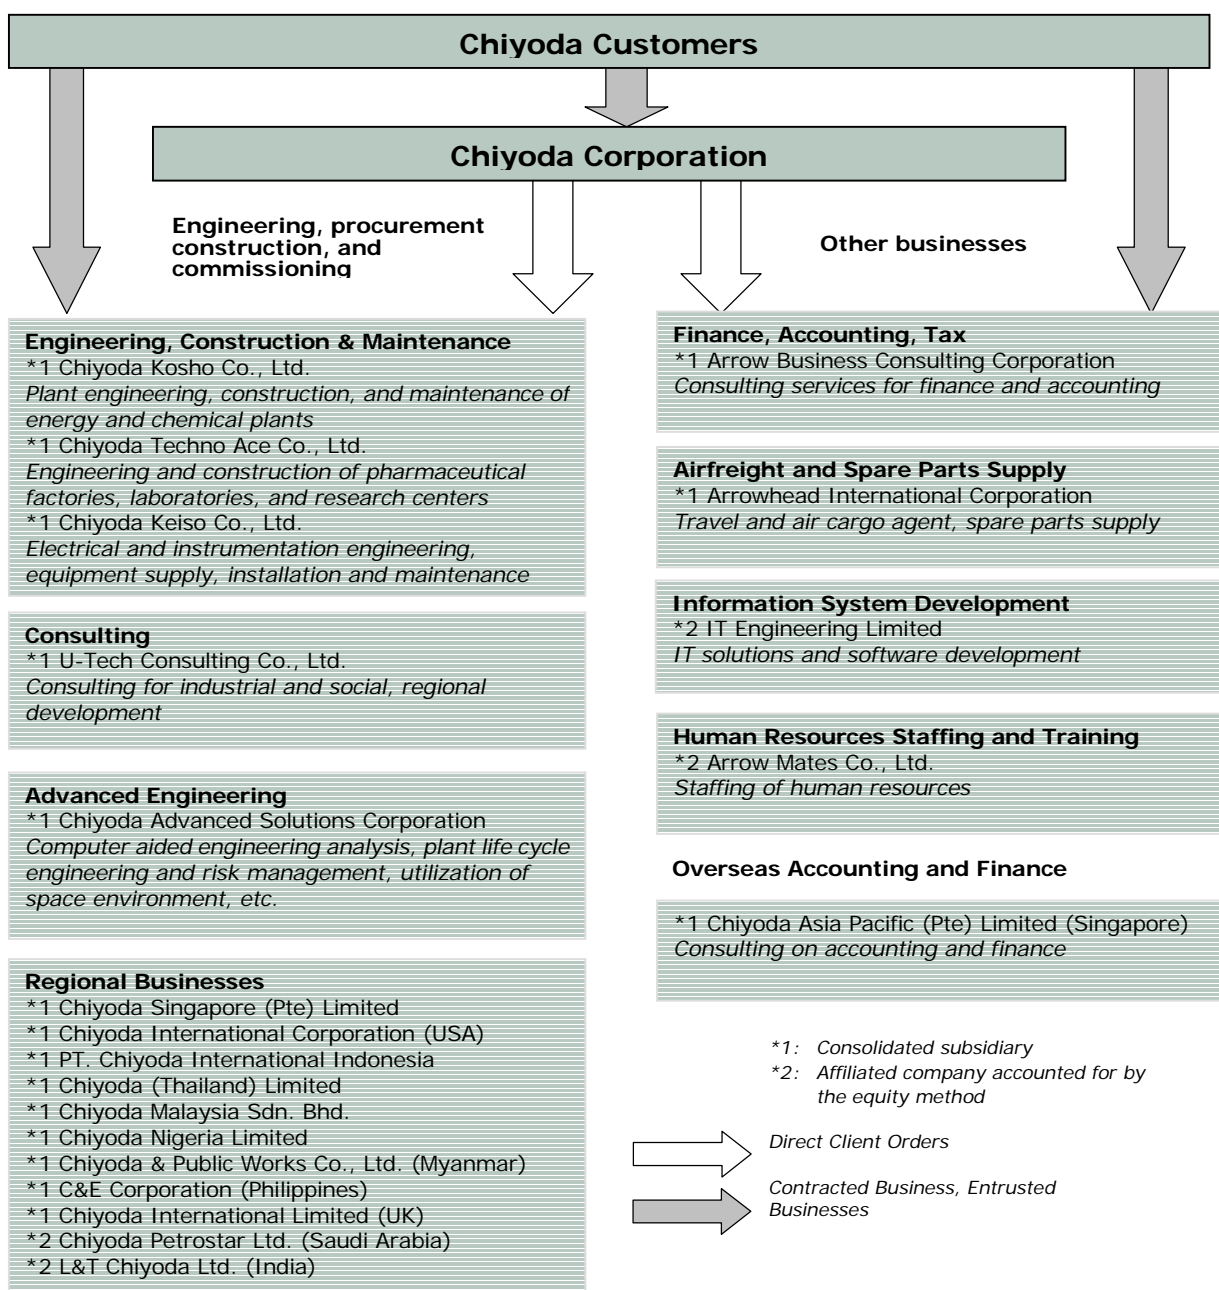 Chiyoda Customers
Chiyoda Corporation
Engineering, procurement
construction, and
commissioning
Other businesses
Engineering, Construction & Maintenance
*1 Chiyoda Kosho Co., Ltd.
Plant engineering, construction, and maintenance of
energy and chemical plants
*1 Chiyoda Techno Ace Co., Ltd.
Engineering and construction of pharmaceutical
factories, laboratories, and research centers
*1 Chiyoda Keiso Co., Ltd.
Electrical and instrumentation engineering,
equipment supply, installation and maintenance
Consulting
*1 U-Tech Consulting Co., Ltd.
Consulting for industrial and social, regional
development
Advanced Engineering
*1 Chiyoda Advanced Solutions Corporation
Computer aided engineering analysis, plant life cycle
engineering and risk management, utilization of
space environment, etc.
Regional Businesses
*1 Chiyoda Singapore (Pte) Limited
*1 Chiyoda International Corporation (USA)
*1 PT. Chiyoda International Indonesia
*1 Chiyoda (Thailand) Limited
*1 Chiyoda Malaysia Sdn. Bhd.
*1 Chiyoda Nigeria Limited
*1 Chiyoda & Public Works Co., Ltd. (Myanmar)
*1 C&E Corporation (Philippines)
*1 Chiyoda International Limited (UK)
*2 Chiyoda Petrostar Ltd. (Saudi Arabia)
*2 L&T Chiyoda Ltd. (India)
Finance, Accounting, Tax
*1 Arrow Business Consulting Corporation
Consulting services for finance and accounting
Airfreight and Spare Parts Supply
*1 Arrowhead International Corporation
Travel and air cargo agent, spare parts supply
Information System Development
*2 IT Engineering Limited
IT solutions and software development
Human Resources Staffing and Training
*2 Arrow Mates Co., Ltd.
Staffing of human resources
Overseas Accounting and Finance
*1 Chiyoda Asia Pacific (Pte) Limited (Singapore)
Consulting on accounting and finance
*1: Consolidated subsidiary
*2: Affiliated company accounted for by
the equity method
Direct Client Orders
Contracted Business, Entrusted
Businesses